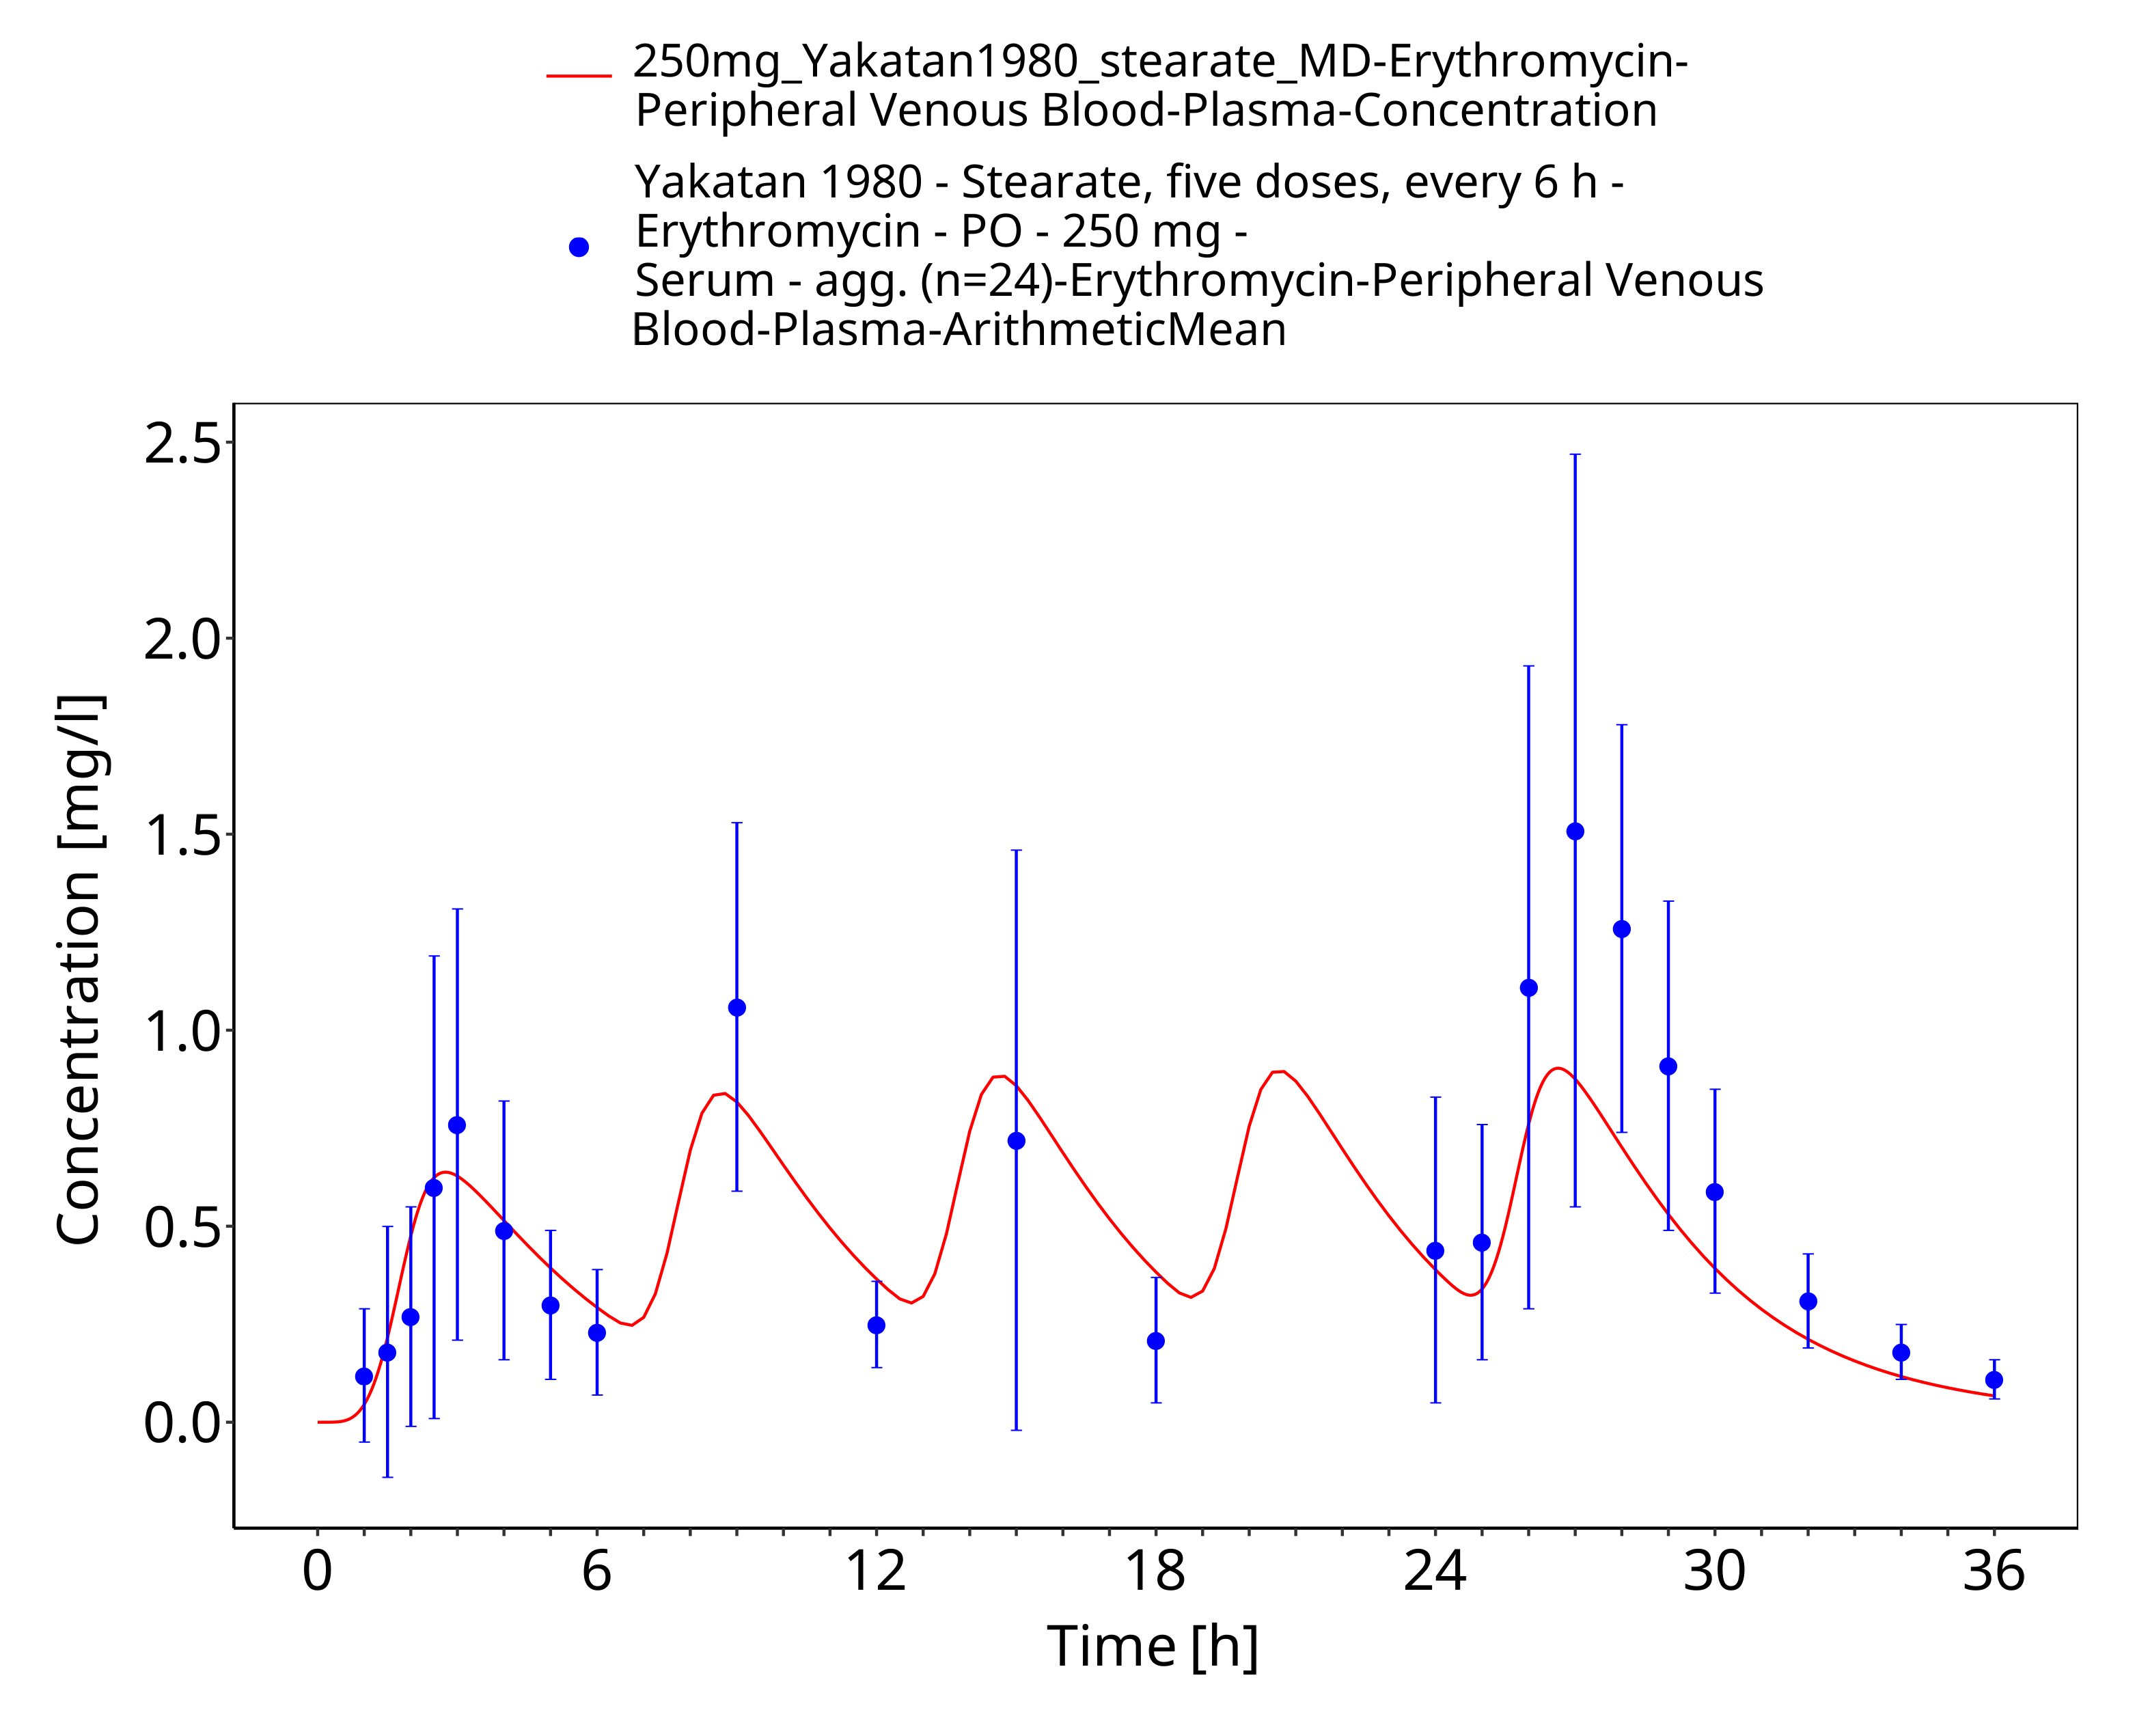 250mg_Yakatan1980_stearate_MD-Erythromycin-
Peripheral Venous Blood-Plasma-Concentration
Yakatan 1980 - Stearate, five doses, every 6 h -
Erythromycin - PO - 250 mg -
Serum - agg. (n=24)-Erythromycin-Peripheral Venous
Blood-Plasma-ArithmeticMean
Concentration [mg/l]
2.5
2.0
1.5
1.0
0.5
0.0
0 6 12 18 24 30 36
Time [h]